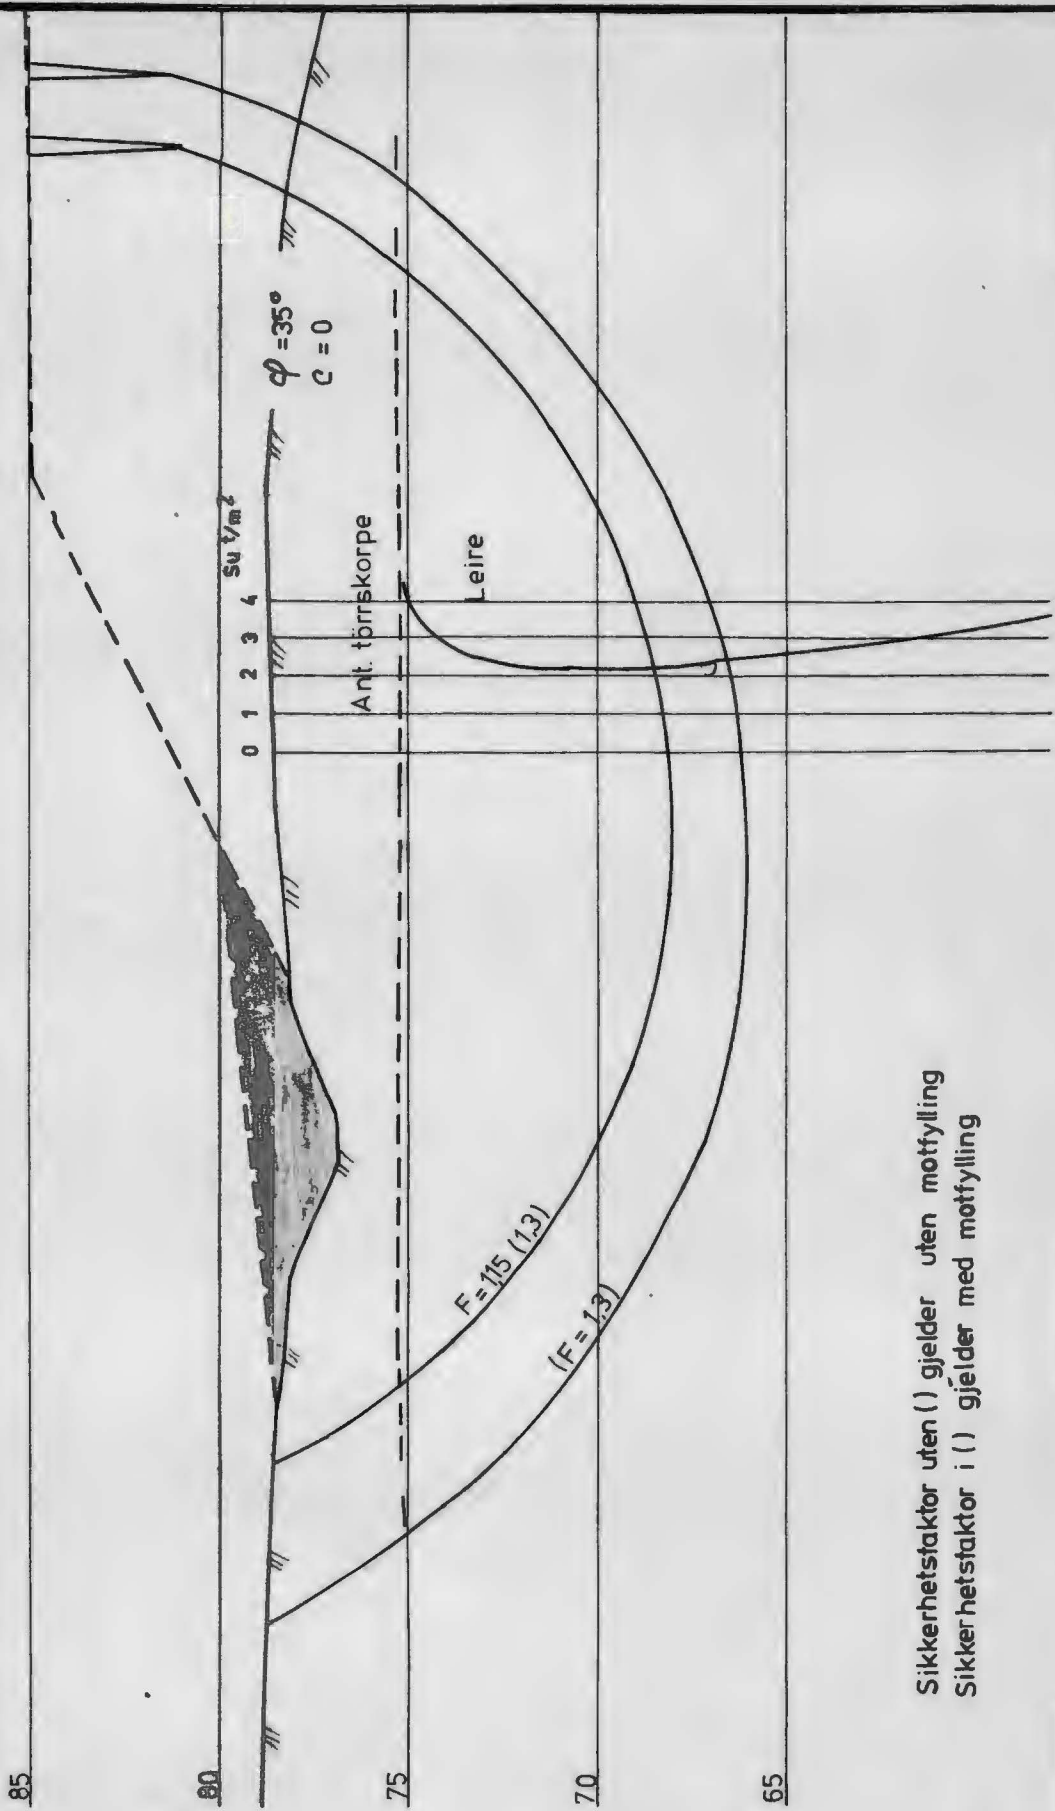 85
80
75
70
65
Su t/m²
0 1 2 3 4
φ = 35°
c = 0
Ant. törrskorpe
Leire
F = 1,15 (1,3)
(F = 1,3)
Sikkerhetsfaktor uten () gjelder uten motfylling
Sikkerhetsfaktor i () gjelder med motfylling